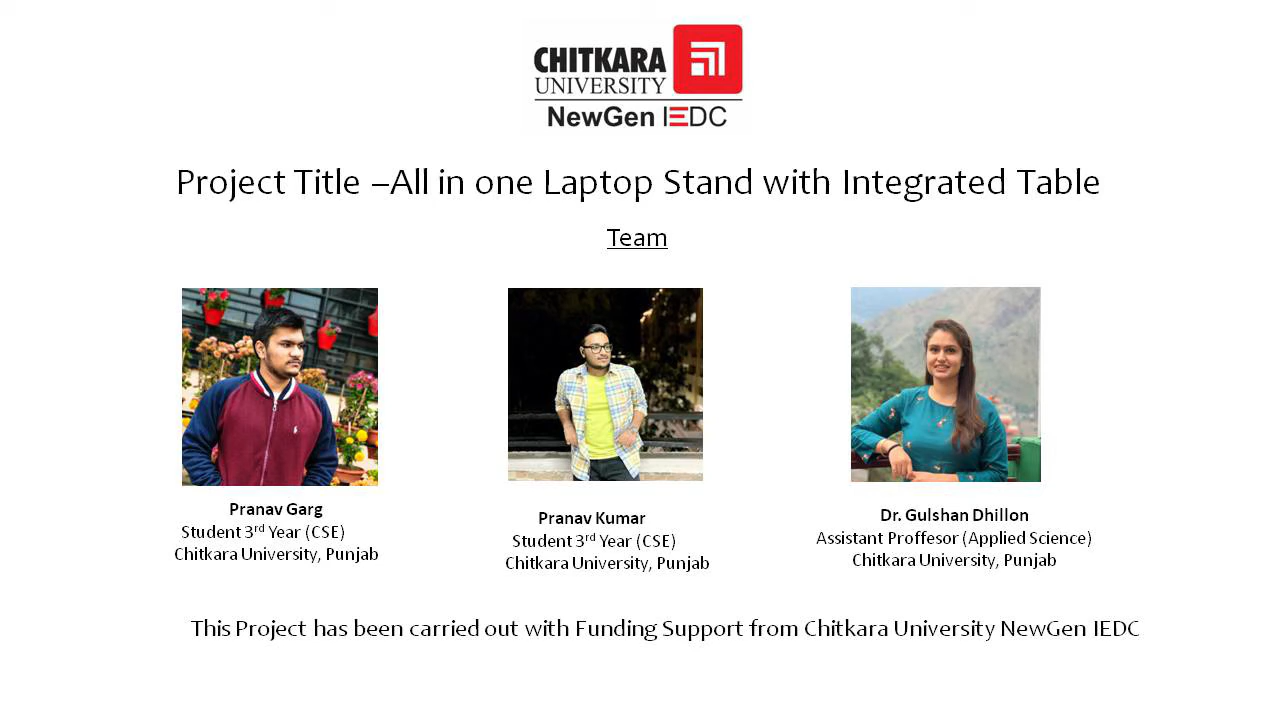 CHITKARA
UNIVERSITY
NewGen IEDC
Project Title –All in one Laptop Stand with Integrated Table
Team
Pranav Garg
Student 3rd Year (CSE)
Chitkara University, Punjab
Pranav Kumar
Student 3rd Year (CSE)
Chitkara University, Punjab
Dr. Gulshan Dhillon
Assistant Proffesor (Applied Science)
Chitkara University, Punjab
This Project has been carried out with Funding Support from Chitkara University NewGen IEDC